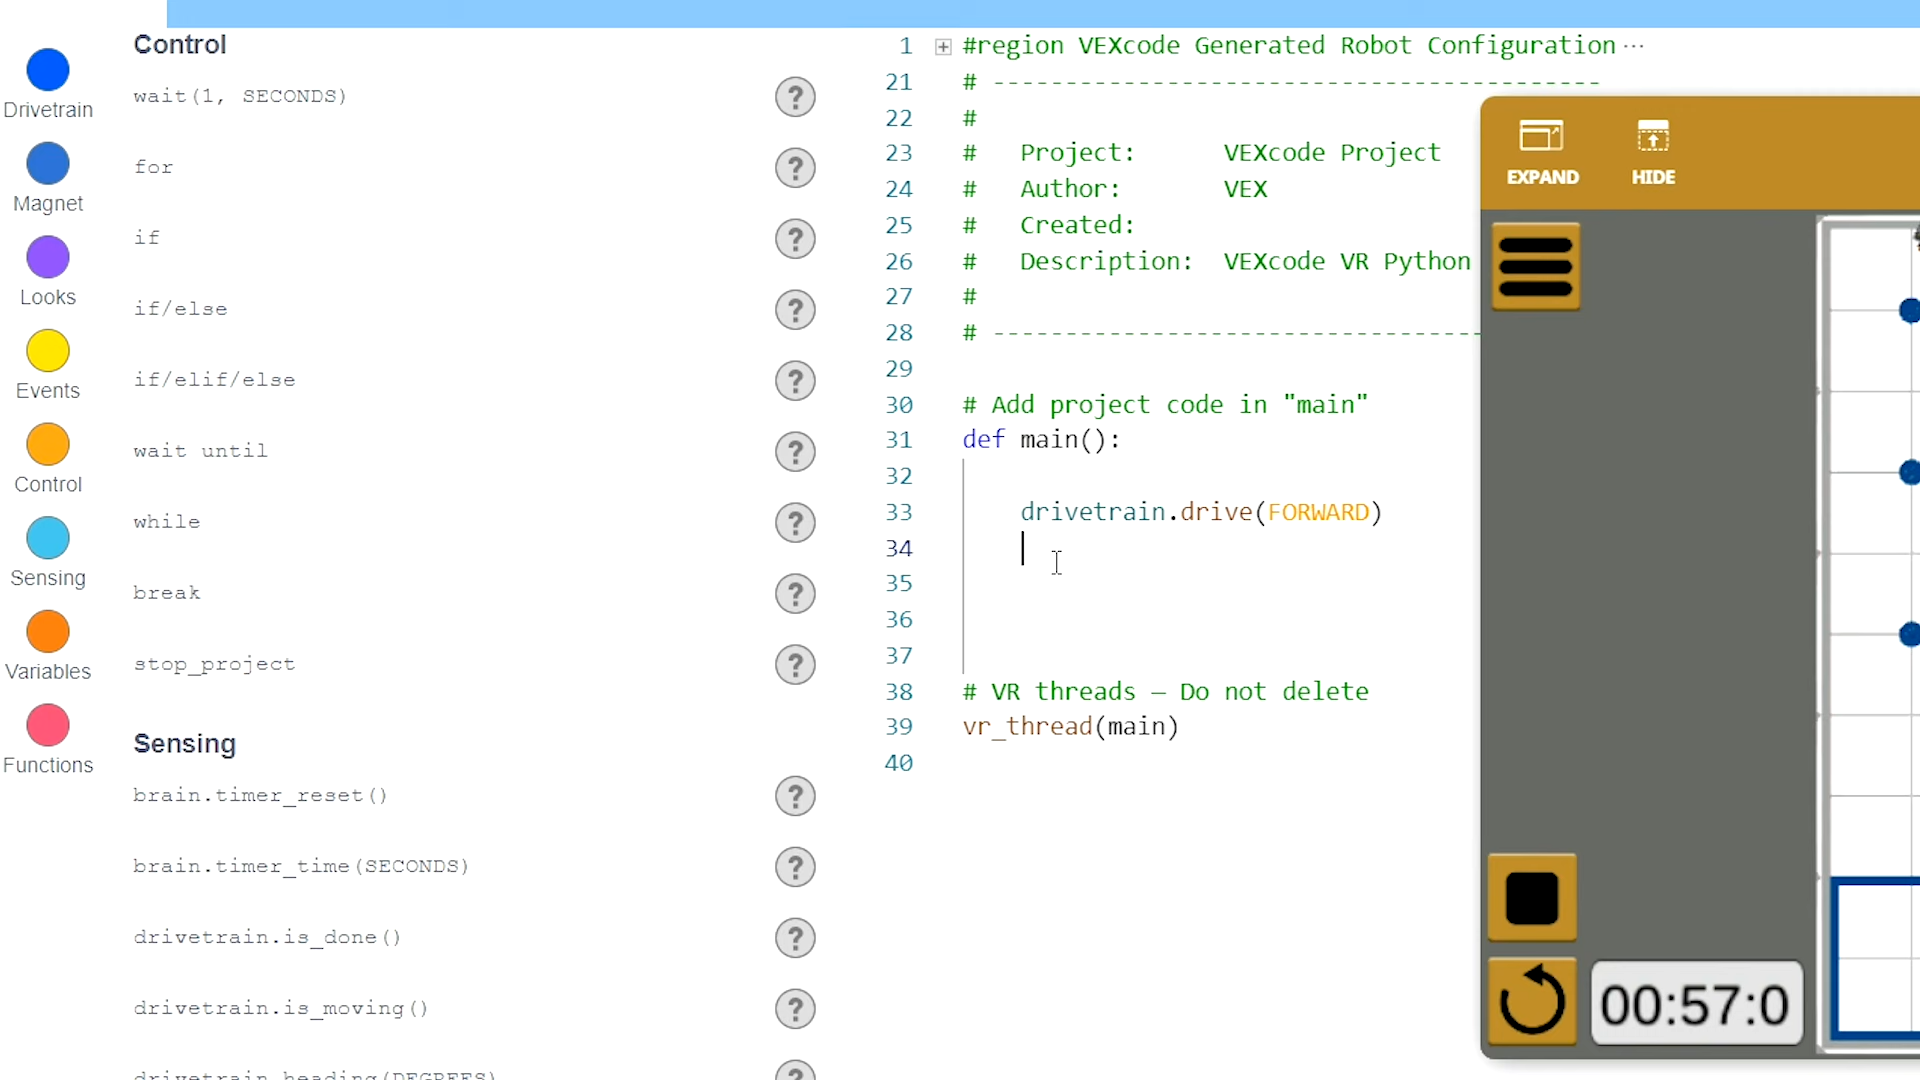 Drivetrain
Magnet
Looks
Events
Control
Sensing
Variables
Functions
Control
wait(1, SECONDS)
?
for
?
if
?
if/else
?
if/elif/else
?
wait until
?
while
?
break
?
stop_project
?
Sensing
brain.timer_reset()
?
brain.timer_time(SECONDS)
?
drivetrain.is_done()
?
drivetrain.is_moving()
?
drivetrain.heading(DEGREES)
?
1 #region VEXcode Generated Robot Configuration ···
21 # ------------------------------------------
22 #
23 # Project: VEXcode Project
24 # Author: VEX
25 # Created:
26 # Description: VEXcode VR Python
27 #
28 # ----------------------------------
29
30 # Add project code in "main"
31 def main():
32
33 drivetrain.drive(FORWARD)
34
35
36
37
38 # VR threads — Do not delete
39 vr_thread(main)
40
EXPAND
HIDE
00:57:0